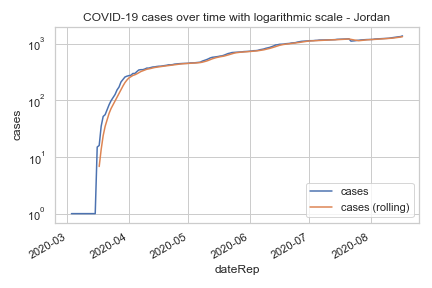 COVID-19 cases over time with logarithmic scale - Jordan
cases
10³
10²
10¹
10⁰
cases
cases (rolling)
2020-03
2020-04
2020-05
2020-06
2020-07
2020-08
dateRep